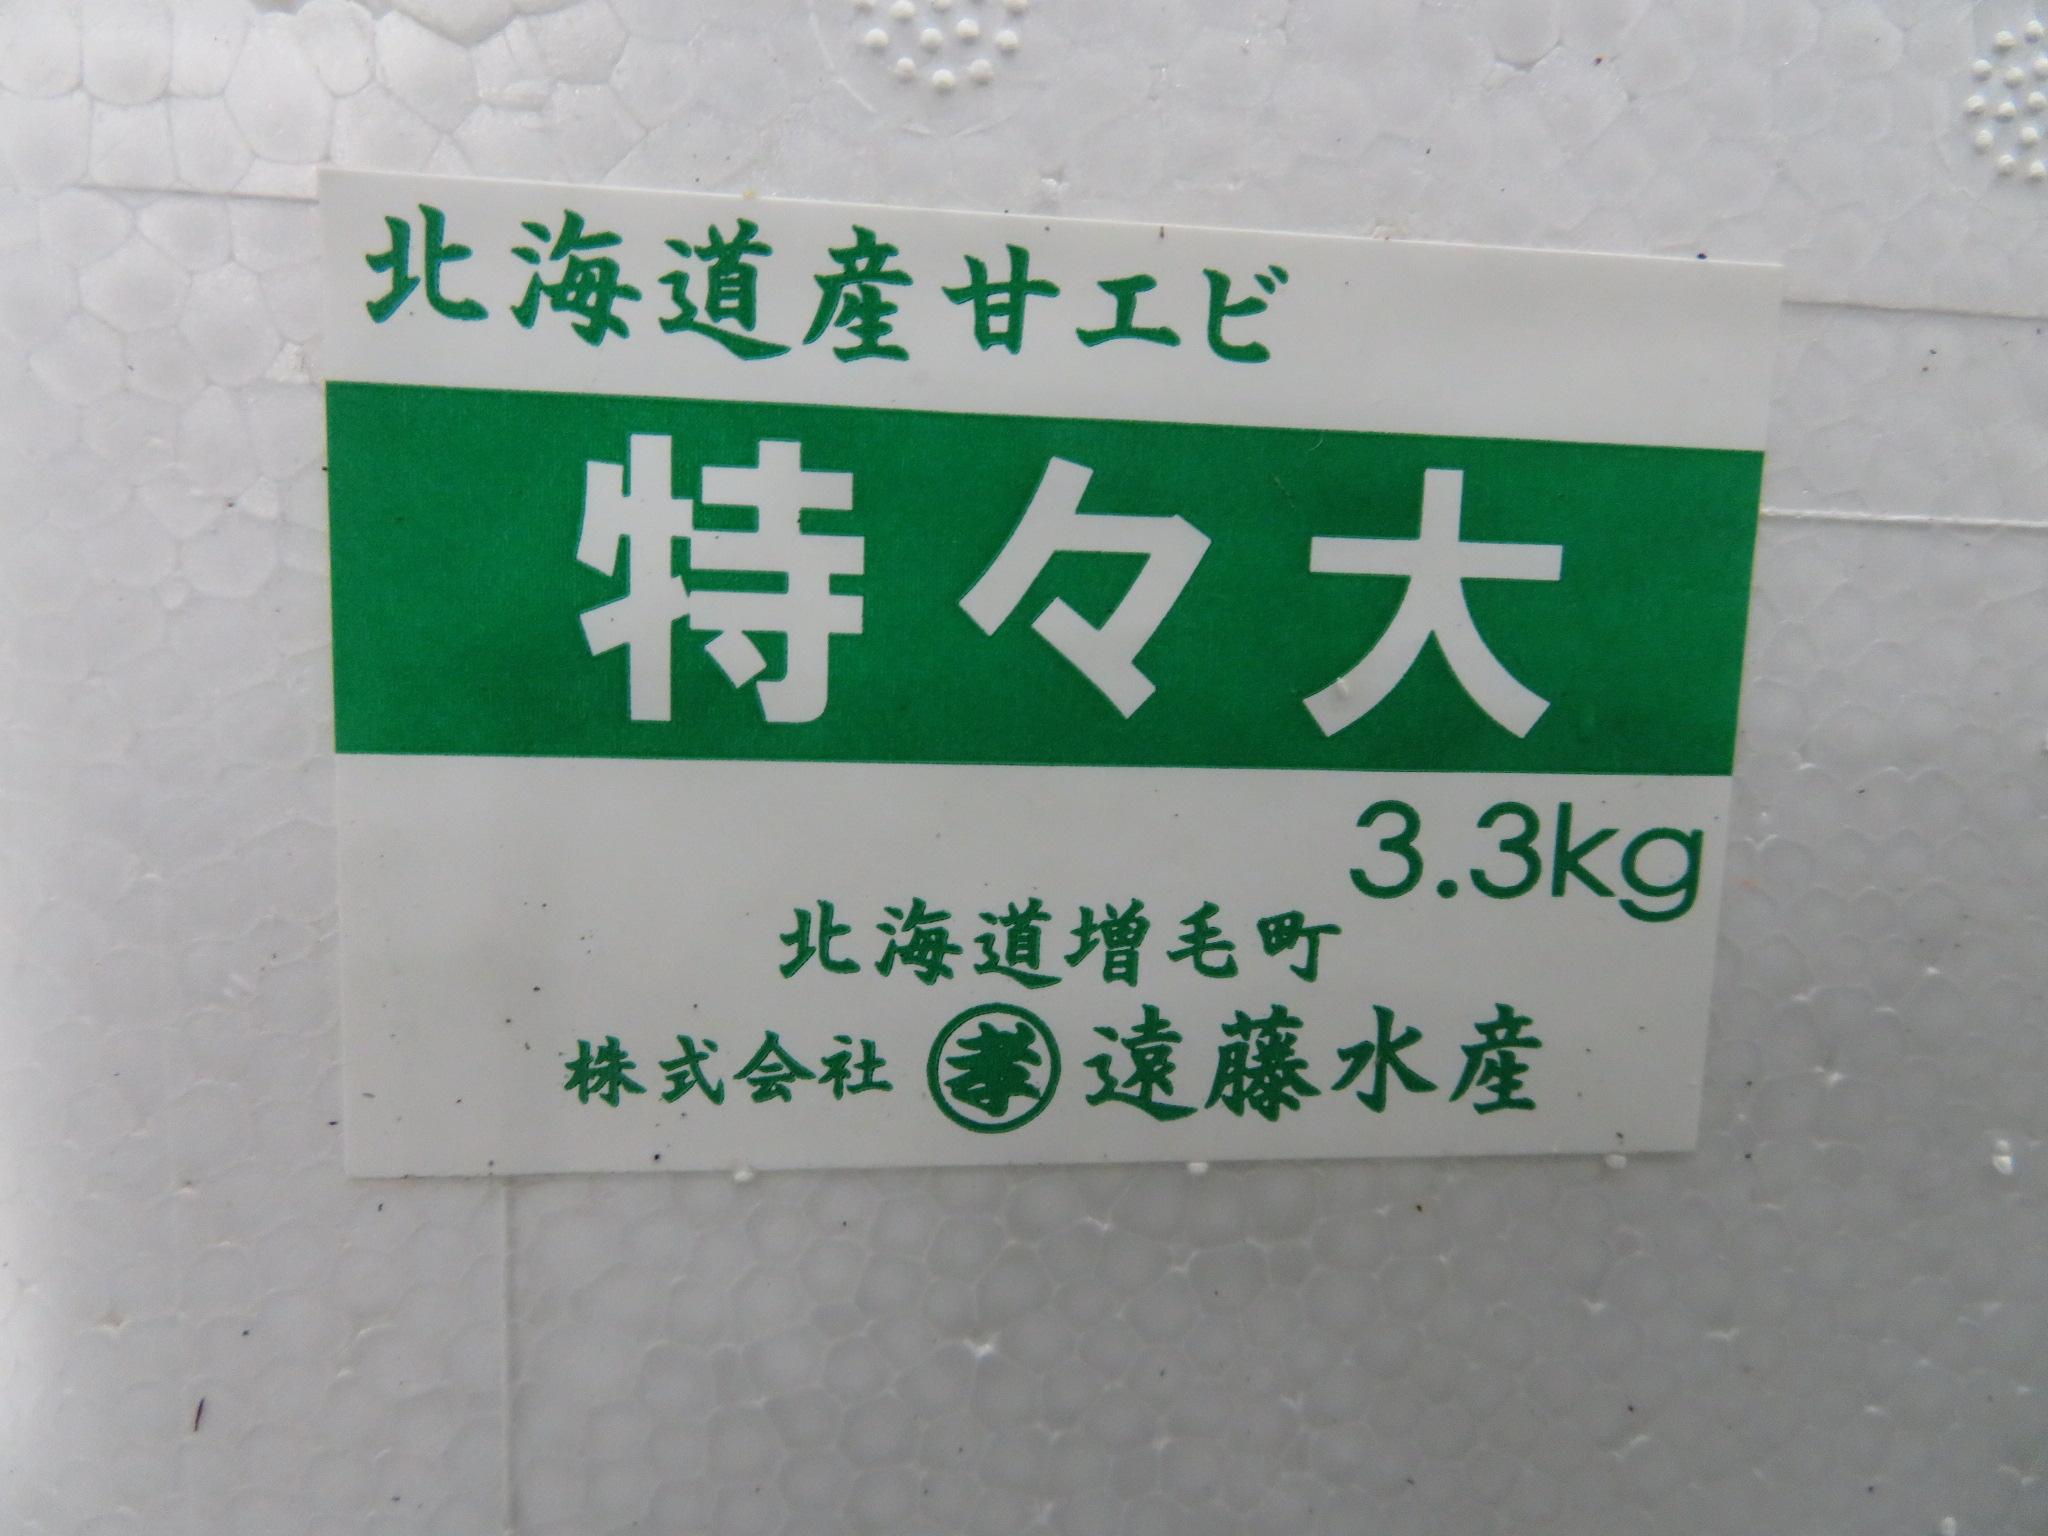 北海道産甘エビ
特々大
3.3kg
北海道増毛町
株式会社 孝 遠藤水産